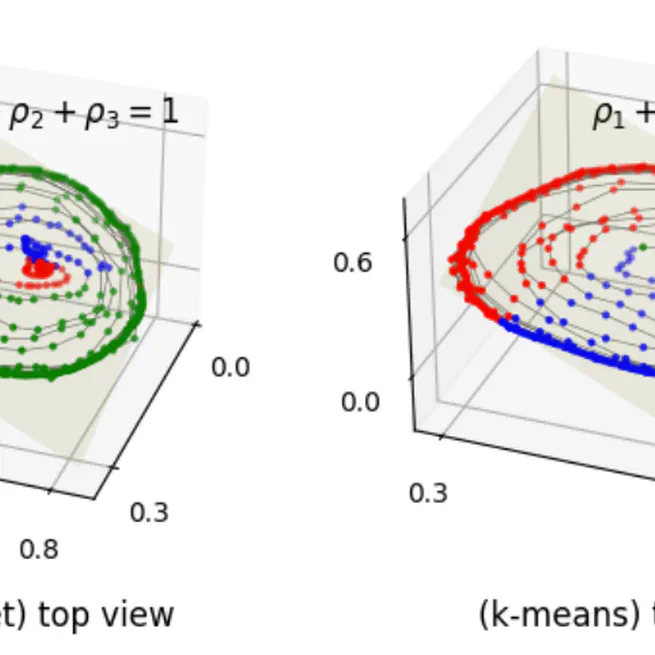 ρ₂ + ρ₃ = 1
0.0
0.3
0.8
top view
ρ₁ +
0.6
0.0
0.3
(k-means)